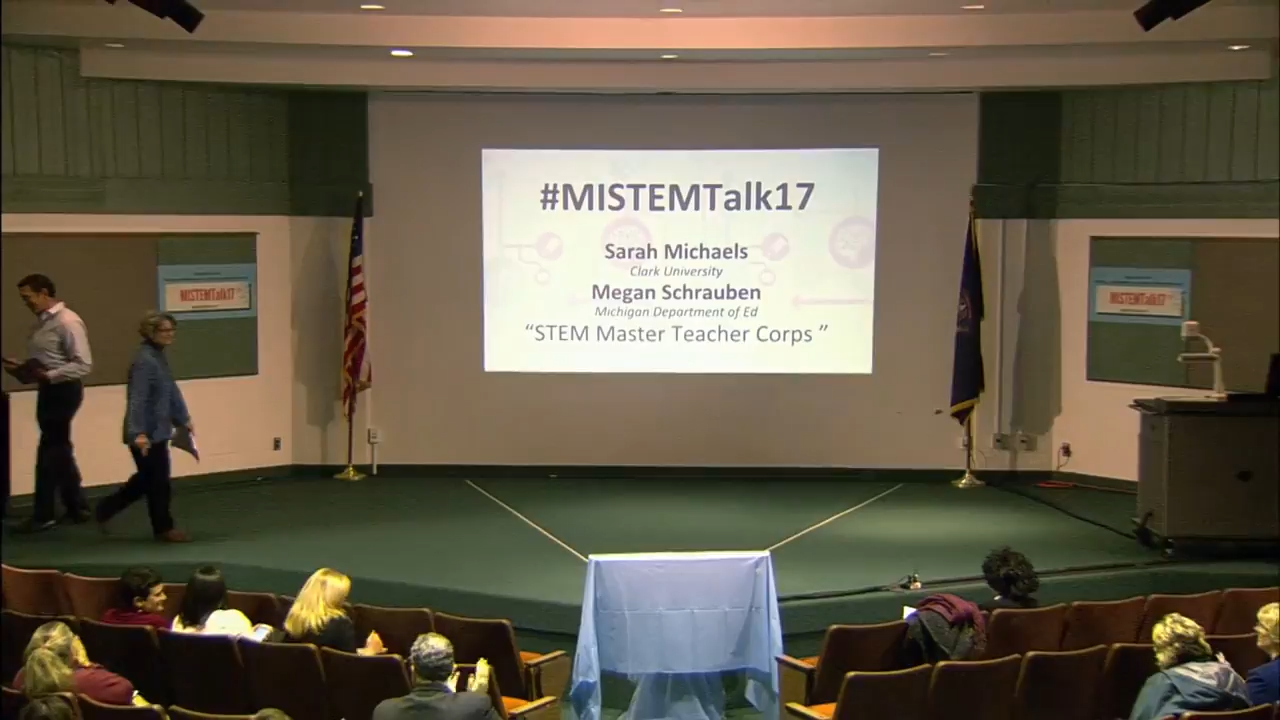 #MISTEMTalk17
Sarah Michaels
Clark University
Megan Schrauben
Michigan Department of Ed
“STEM Master Teacher Corps ”
MISTEMTalk17
MISTEMTalk17